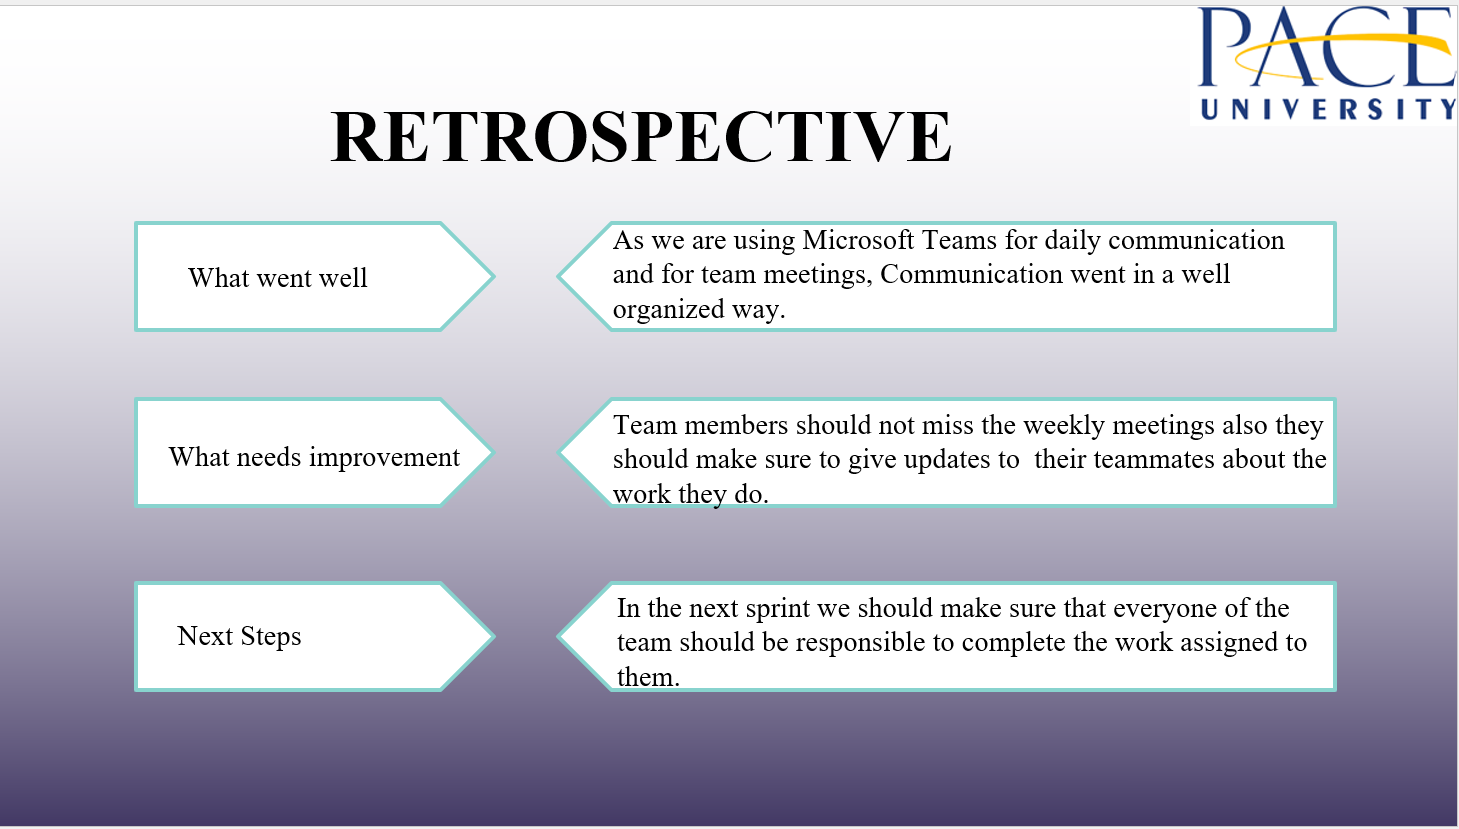 PACE
UNIVERSITY
RETROSPECTIVE
What went well
As we are using Microsoft Teams for daily communication
and for team meetings, Communication went in a well
organized way.
What needs improvement
Team members should not miss the weekly meetings also they
should make sure to give updates to  their teammates about the
work they do.
Next Steps
In the next sprint we should make sure that everyone of the
team should be responsible to complete the work assigned to
them.